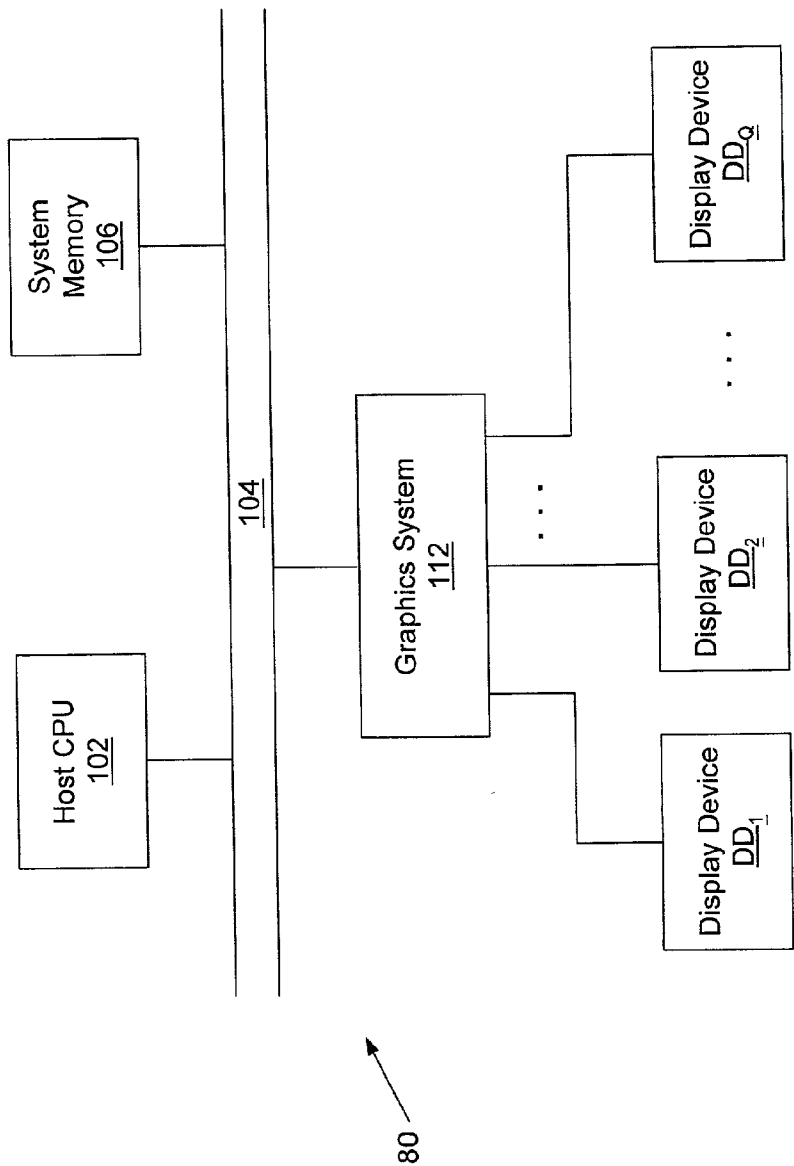 Host CPU
102
System
Memory
106
104
Graphics System
112
. . .
Display Device
DD1
Display Device
DD2
. . .
Display Device
DDQ
80